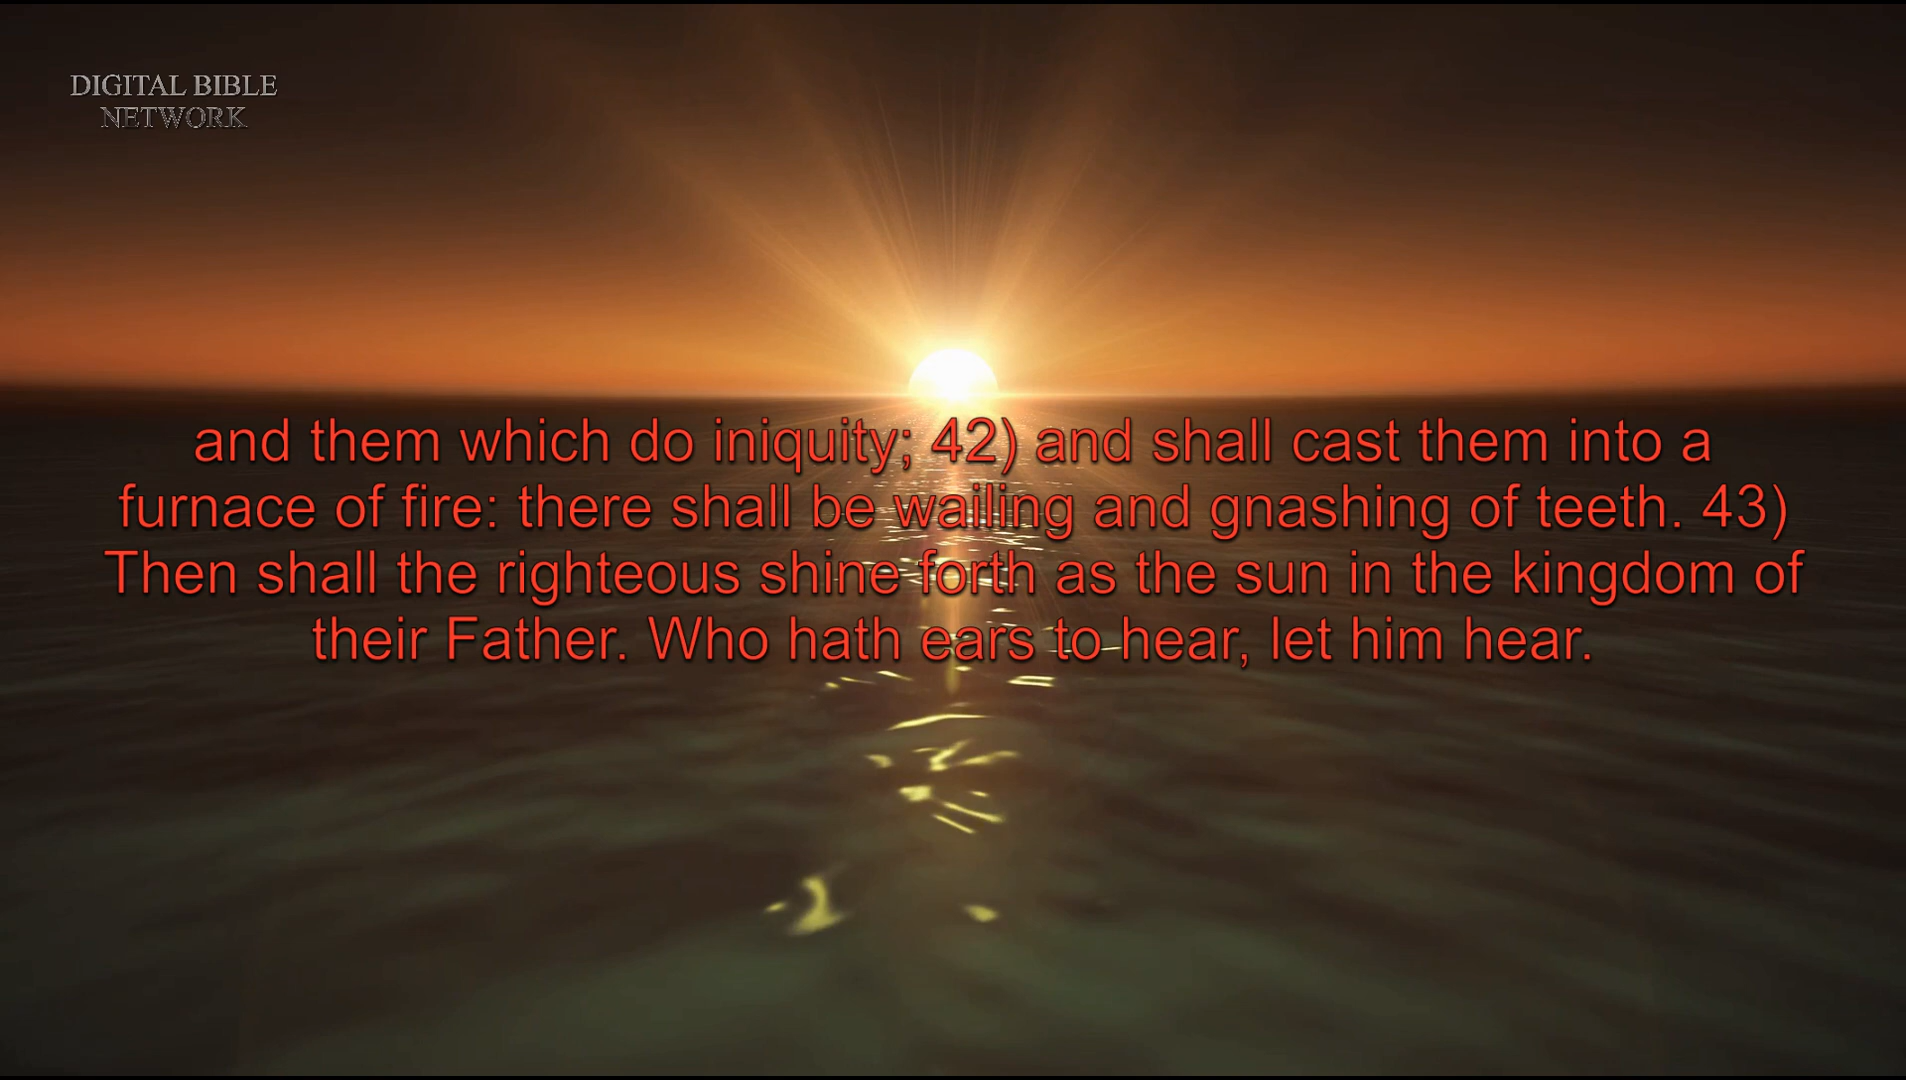 DIGITAL BIBLE
NETWORK
and them which do iniquity; 42) and shall cast them into a
furnace of fire: there shall be wailing and gnashing of teeth. 43)
Then shall the righteous shine forth as the sun in the kingdom of
their Father. Who hath ears to hear, let him hear.